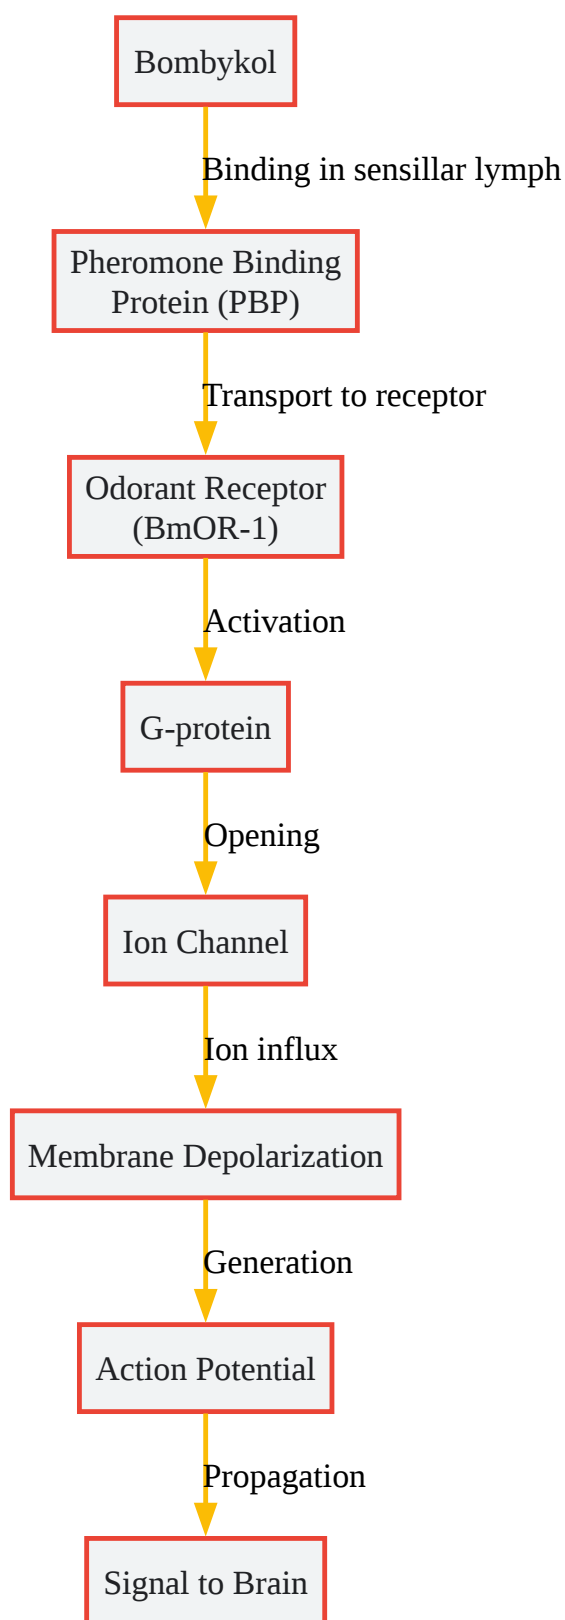 Bombykol
Binding in sensillar lymph
Pheromone Binding
Protein (PBP)
Transport to receptor
Odorant Receptor
(BmOR-1)
Activation
G-protein
Opening
Ion Channel
Ion influx
Membrane Depolarization
Generation
Action Potential
Propagation
Signal to Brain